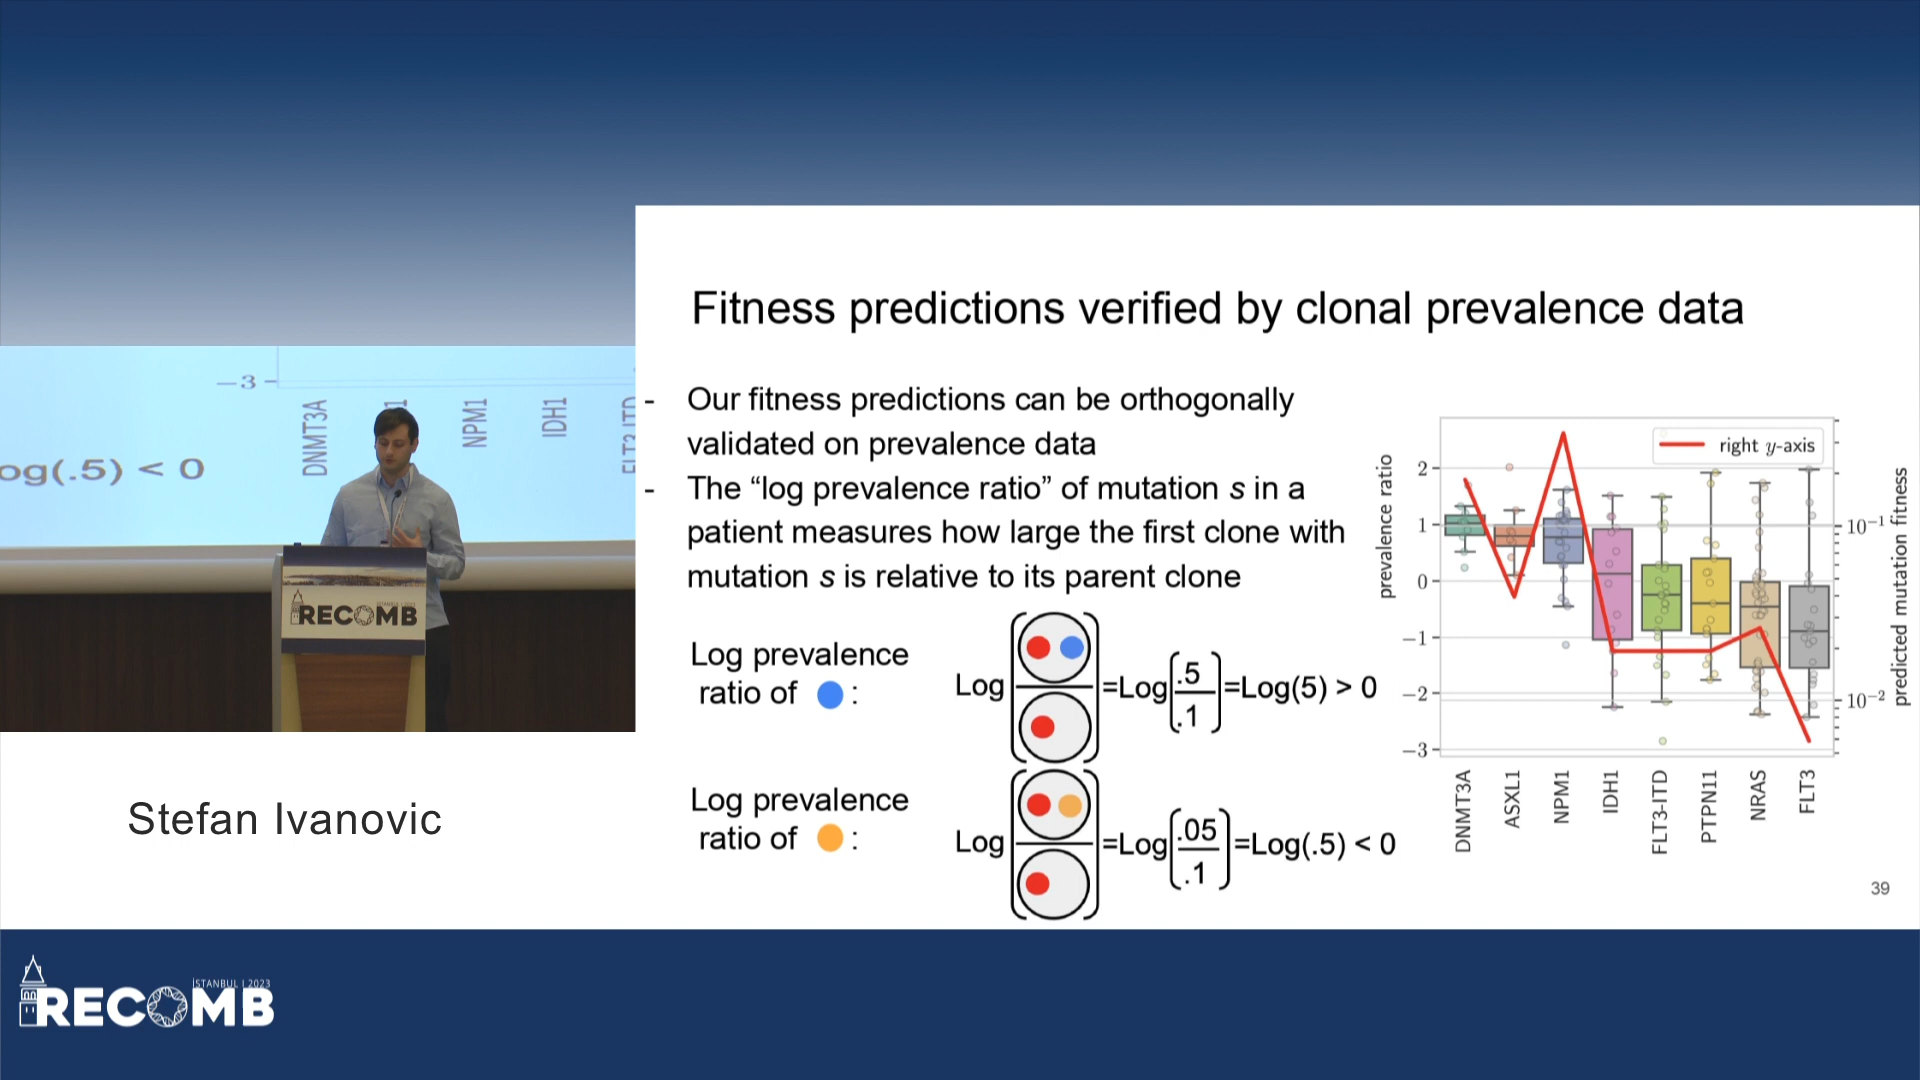 Fitness predictions verified by clonal prevalence data
- Our fitness predictions can be orthogonally
validated on prevalence data
- The “log prevalence ratio” of mutation s in a
patient measures how large the first clone with
mutation s is relative to its parent clone
Log prevalence
ratio of :
Log =Log(.5/.1)=Log(5) > 0
Log prevalence
ratio of :
Log =Log(.05/.1)=Log(.5) < 0
right y-axis
prevalence ratio
2
1
0
−1
−2
−3
10⁻¹
10⁻²
predicted mutation fitness
DNMT3A
ASXL1
NPM1
IDH1
FLT3-ITD
PTPN11
NRAS
FLT3
39
−3
DNMT3A
NPM1
IDH1
FLT3-ITD
og(.5) < 0
RECOMB
Stefan Ivanovic
İSTANBUL | 2023
RECOMB